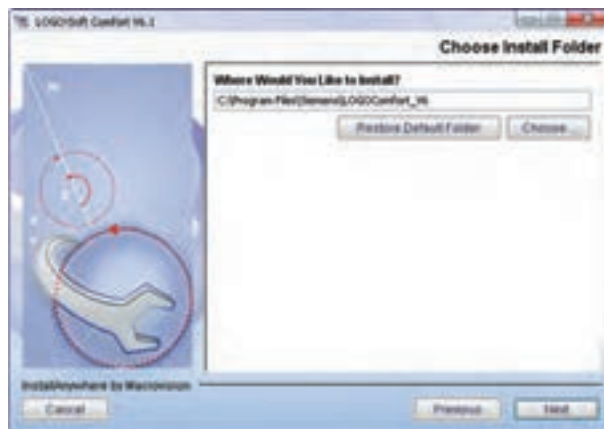 LOGO!Soft Comfort V6.1
Choose Install Folder
Where Would You Like to Install?
C:\Program Files\Siemens\LOGOComfort_V6
Restore Default Folder
Choose...
InstallAnywhere by Macrovision
Cancel
Previous
Next